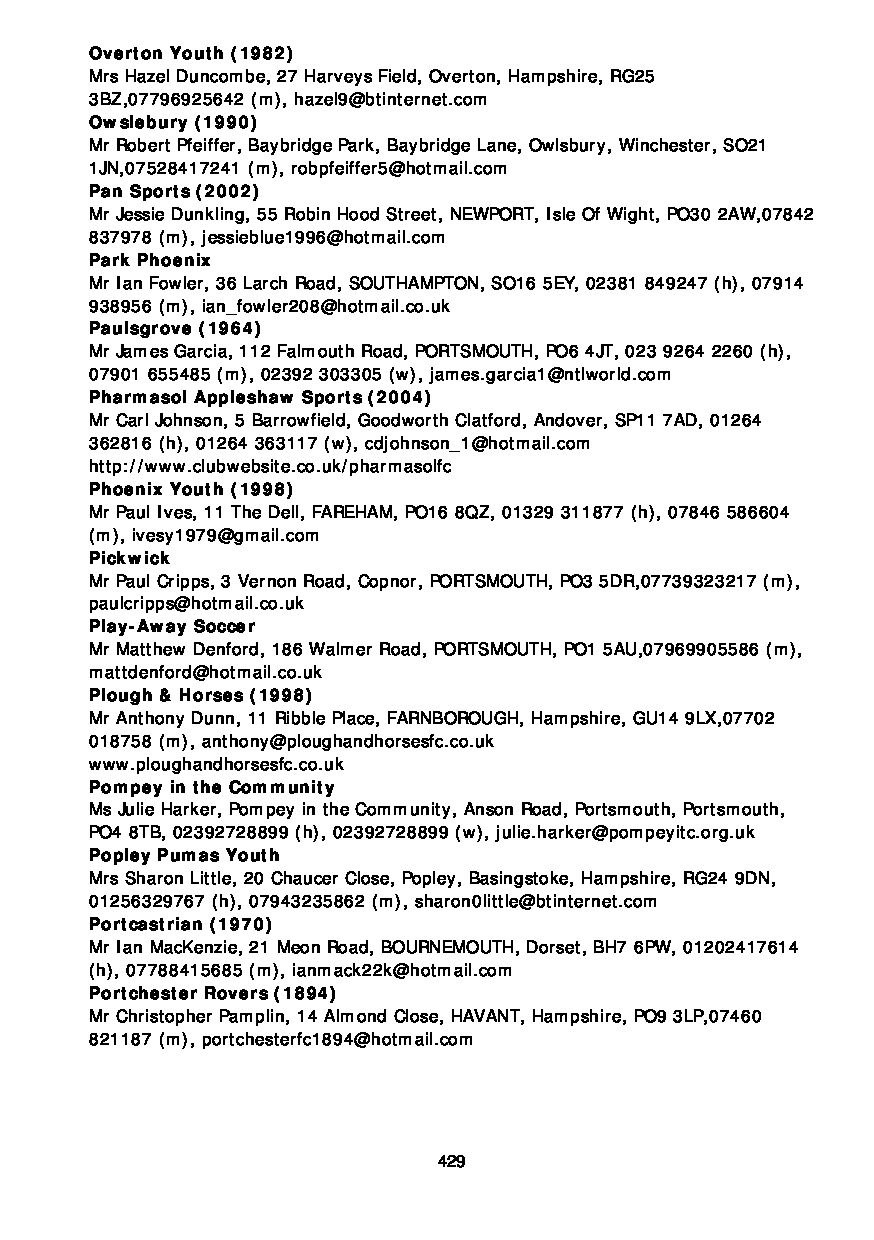 Overton Youth (1982)
Mrs Hazel Duncombe, 27 Harveys Field, Overton, Hampshire, RG25
3BZ,07796925642 (m), hazel9@btinternet.com
Owslebury (1990)
Mr Robert Pfeiffer, Baybridge Park, Baybridge Lane, Owlsbury, Winchester, SO21
1JN,07528417241 (m), robpfeiffer5@hotmail.com
Pan Sports (2002)
Mr Jessie Dunkling, 55 Robin Hood Street, NEWPORT, Isle Of Wight, PO30 2AW,07842
837978 (m), jessieblue1996@hotmail.com
Park Phoenix
Mr Ian Fowler, 36 Larch Road, SOUTHAMPTON, SO16 5EY, 02381 849247 (h), 07914
938956 (m), ian_fowler208@hotmail.co.uk
Paulsgrove (1964)
Mr James Garcia, 112 Falmouth Road, PORTSMOUTH, PO6 4JT, 023 9264 2260 (h),
07901 655485 (m), 02392 303305 (w), james.garcia1@ntlworld.com
Pharmasol Appleshaw Sports (2004)
Mr Carl Johnson, 5 Barrowfield, Goodworth Clatford, Andover, SP11 7AD, 01264
362816 (h), 01264 363117 (w), cdjohnson_1@hotmail.com
http://www.clubwebsite.co.uk/pharmasolfc
Phoenix Youth (1998)
Mr Paul Ives, 11 The Dell, FAREHAM, PO16 8QZ, 01329 311877 (h), 07846 586604
(m), ivesy1979@gmail.com
Pickwick
Mr Paul Cripps, 3 Vernon Road, Copnor, PORTSMOUTH, PO3 5DR,07739323217 (m),
paulcripps@hotmail.co.uk
Play-Away Soccer
Mr Matthew Denford, 186 Walmer Road, PORTSMOUTH, PO1 5AU,07969905586 (m),
mattdenford@hotmail.co.uk
Plough & Horses (1998)
Mr Anthony Dunn, 11 Ribble Place, FARNBOROUGH, Hampshire, GU14 9LX,07702
018758 (m), anthony@ploughandhorsesfc.co.uk
www.ploughandhorsesfc.co.uk
Pompey in the Community
Ms Julie Harker, Pompey in the Community, Anson Road, Portsmouth, Portsmouth,
PO4 8TB, 02392728899 (h), 02392728899 (w), julie.harker@pompeyitc.org.uk
Popley Pumas Youth
Mrs Sharon Little, 20 Chaucer Close, Popley, Basingstoke, Hampshire, RG24 9DN,
01256329767 (h), 07943235862 (m), sharon0little@btinternet.com
Portcastrian (1970)
Mr Ian MacKenzie, 21 Meon Road, BOURNEMOUTH, Dorset, BH7 6PW, 01202417614
(h), 07788415685 (m), ianmack22k@hotmail.com
Portchester Rovers (1894)
Mr Christopher Pamplin, 14 Almond Close, HAVANT, Hampshire, PO9 3LP,07460
821187 (m), portchesterfc1894@hotmail.com
429